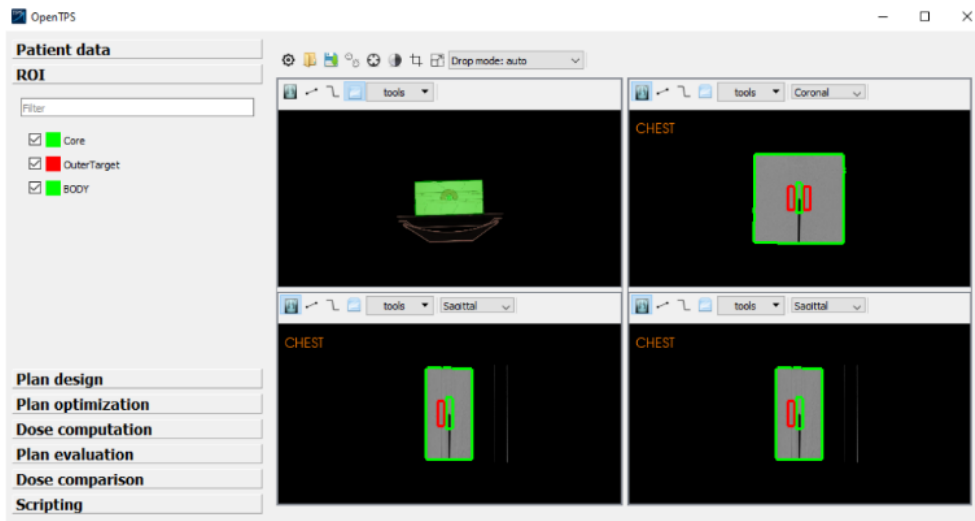 OpenTPS
Patient data
ROI
Filter
Core
OuterTarget
BODY
Plan design
Plan optimization
Dose computation
Plan evaluation
Dose comparison
Scripting
Drop mode: auto
tools
tools Coronal
CHEST
tools Sagittal
CHEST
tools Sagittal
CHEST